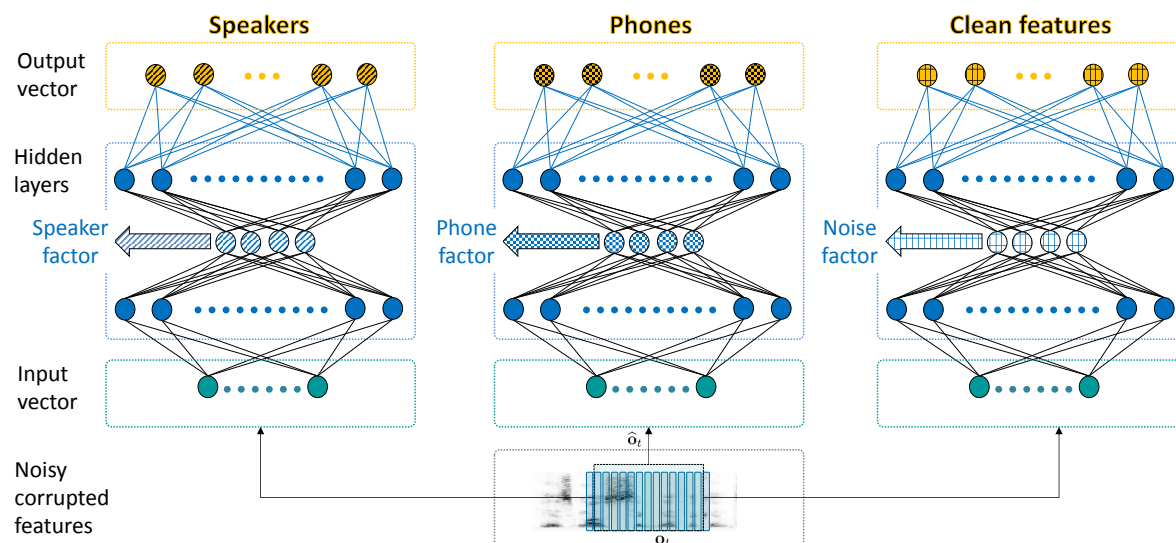 Speakers
Phones
Clean features
Output
vector
Hidden
layers
Speaker
factor
Phone
factor
Noise
factor
Input
vector
ô_t
Noisy
corrupted
features
o_t